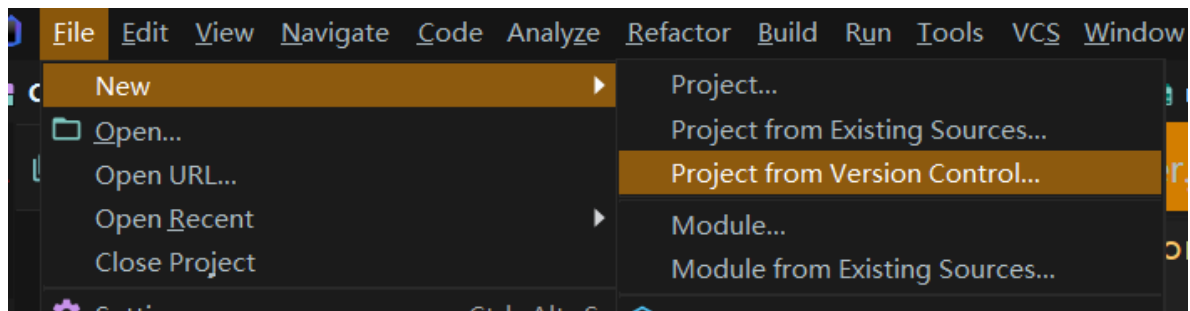 File Edit View Navigate Code Analyze Refactor Build Run Tools VCS Window
New
Open...
Open URL...
Open Recent
Close Project
Project...
Project from Existing Sources...
Project from Version Control...
Module...
Module from Existing Sources...